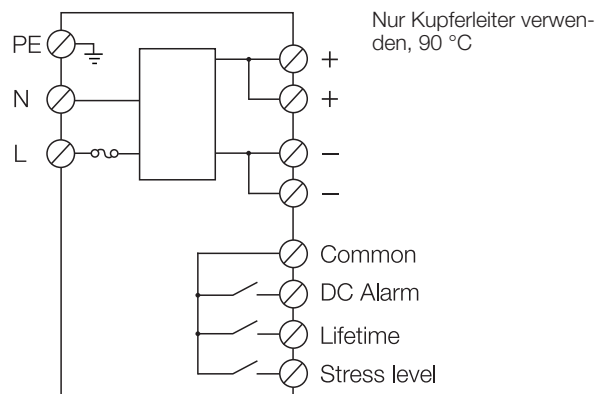 Nur Kupferleiter verwen-
den, 90 °C
PE
N
L
+
+
–
–
Common
DC Alarm
Lifetime
Stress level